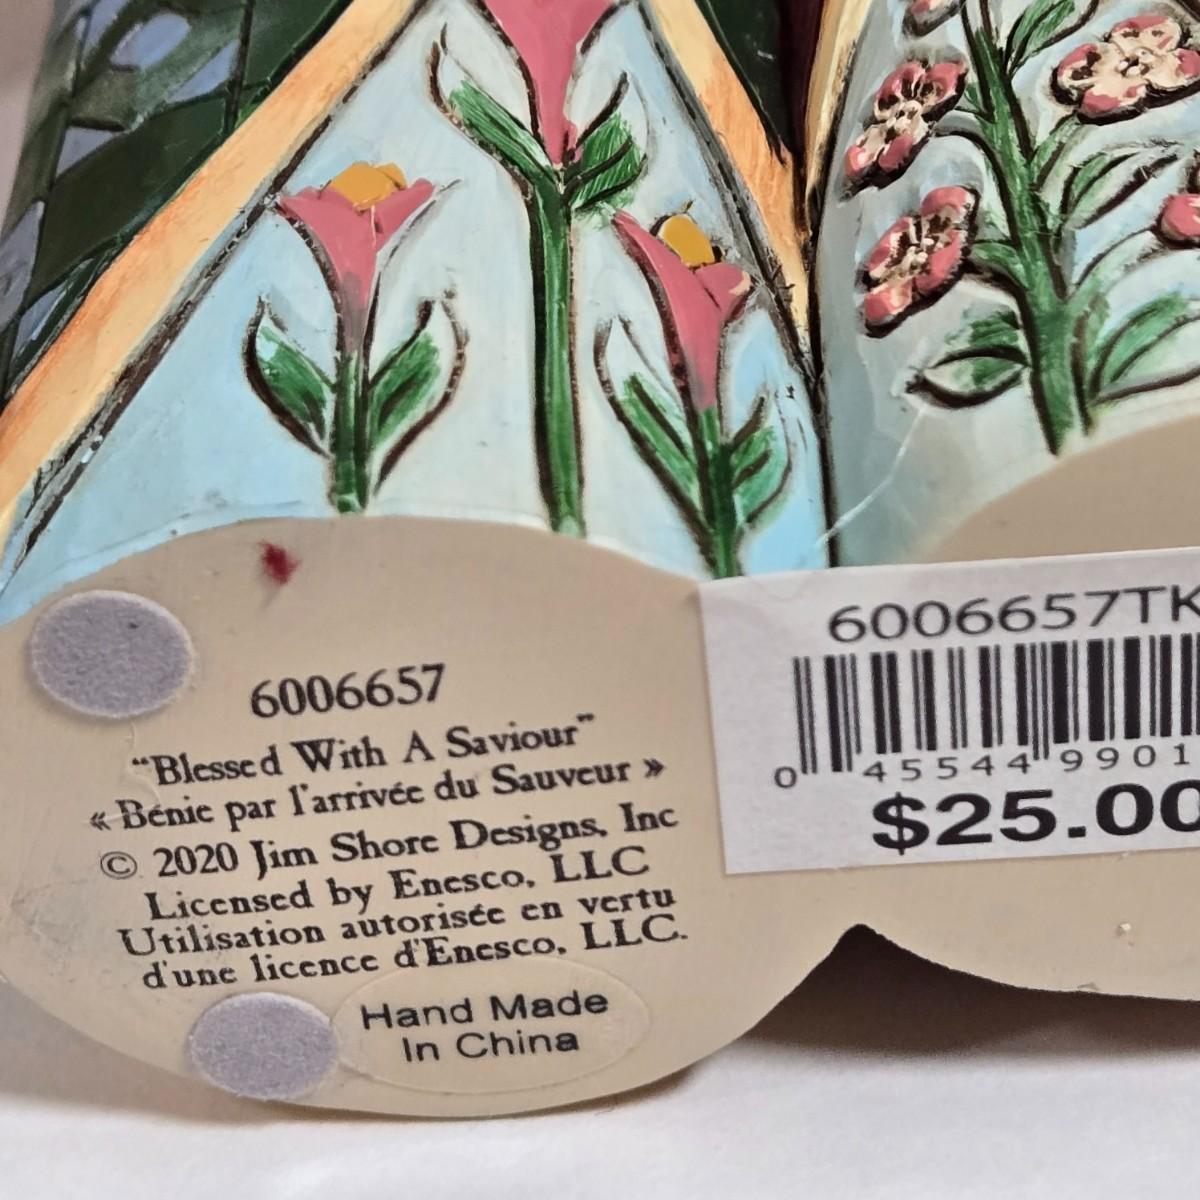 6006657
“Blessed With A Saviour”
« Bénie par l'arrivée du Sauveur »
© 2020 Jim Shore Designs, Inc
Licensed by Enesco, LLC
Utilisation autorisée en vertu
d'une licence d'Enesco, LLC.
Hand Made
In China
6006657TK
0 45544 9901
$25.00